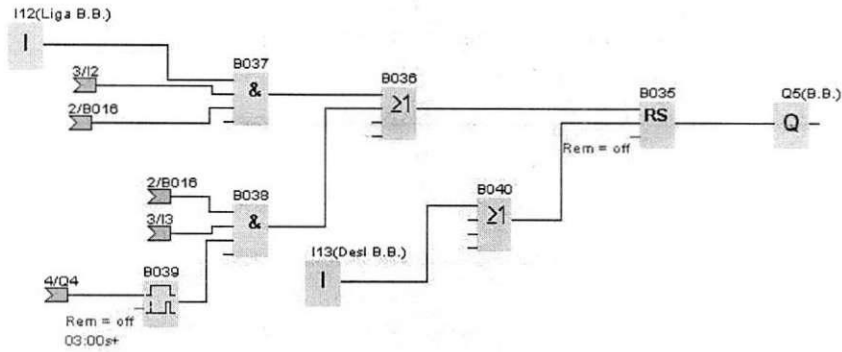 I12(Liga B.B.)
I
3/I2
2/B016
B037
&
B036
≥1
B035
RS
Rem = off
Q5(B.B.)
Q
2/B016
3/I3
B038
&
B040
≥1
I13(Desl B.B.)
I
4/Q4
B039
Rem = off
03:00s+